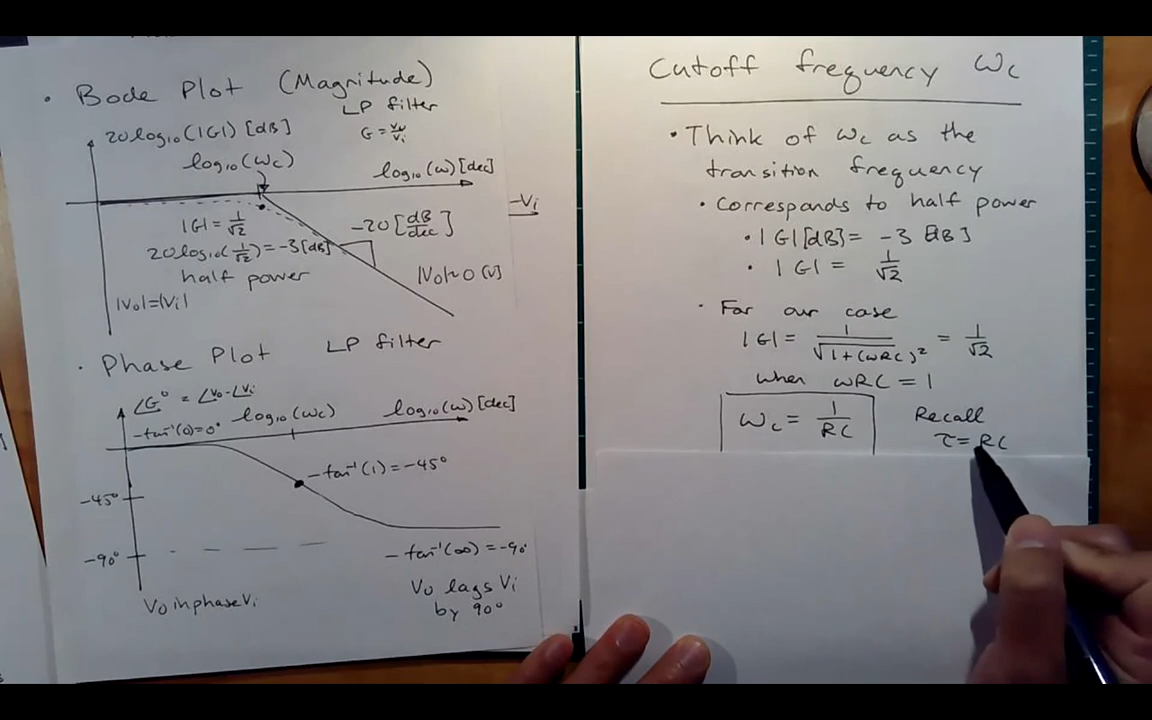 • Bode Plot (Magnitude)
LP filter
20log₁₀(|G|) [dB]
G = Vo/Vi
log₁₀(ωc)
log₁₀(ω) [dec]
-Vi
|G| = 1/√2
-20 [dB/dec]
20log₁₀(1/√2) = -3[dB]
half power
|Vo| ~ 0 (V)
|Vo| = |Vi|
• Phase Plot LP filter
∠G° = ∠Vo - ∠Vi
log₁₀(ωc)
log₁₀(ω) [dec]
-tan⁻¹(0) = 0°
-tan⁻¹(1) = -45°
-45°
-tan⁻¹(∞) = -90°
-90°
Vo in phase Vi
Vo lags Vi
by 90°
Cutoff frequency ωc
• Think of ωc as the
transition frequency
• Corresponds to half power
• |G|[dB] = -3 [dB]
• |G| = 1/√2
• For our case
|G| = 1/√(1+(ωRC)²) = 1/√2
when ωRC = 1
ωc = 1/RC
Recall
τ = RC